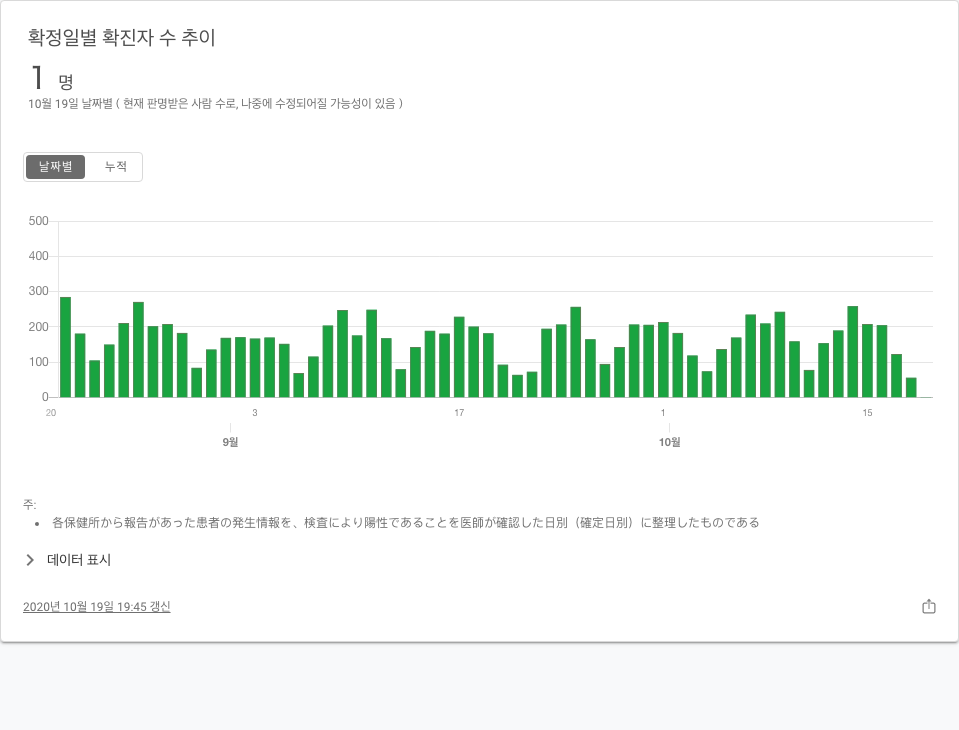 확정일별 확진자 수 추이
1 명
10월 19일 날짜별 ( 현재 판명받은 사람 수로, 나중에 수정되어질 가능성이 있음 )
날짜별 누적
500
400
300
200
100
0
20 3 17 1 15
9월 10월
주:
• 各保健所から報告があった患者の発生情報を、検査により陽性であることを医師が確認した日別（確定日別）に整理したものである
데이터 표시
2020년 10월 19일 19:45 갱신